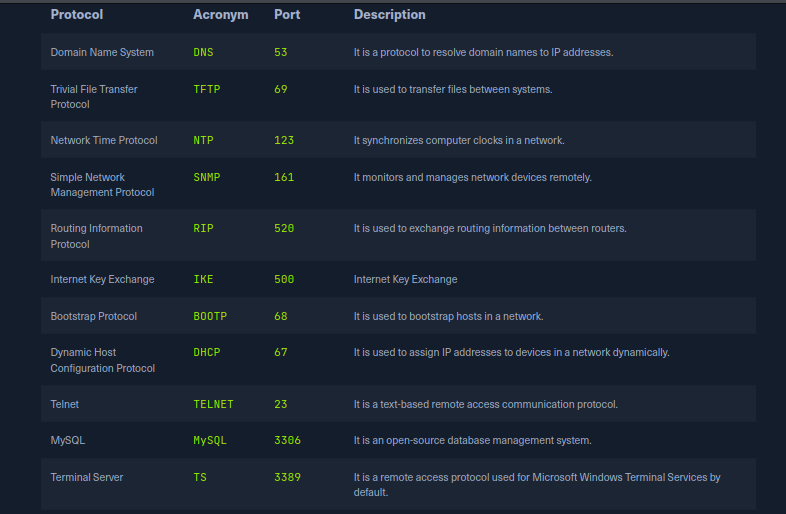 Protocol Acronym Port Description
Domain Name System DNS 53 It is a protocol to resolve domain names to IP addresses.
Trivial File Transfer TFTP 69 It is used to transfer files between systems.
Protocol
Network Time Protocol NTP 123 It synchronizes computer clocks in a network.
Simple Network SNMP 161 It monitors and manages network devices remotely.
Management Protocol
Routing Information RIP 520 It is used to exchange routing information between routers.
Protocol
Internet Key Exchange IKE 500 Internet Key Exchange
Bootstrap Protocol BOOTP 68 It is used to bootstrap hosts in a network.
Dynamic Host DHCP 67 It is used to assign IP addresses to devices in a network dynamically.
Configuration Protocol
Telnet TELNET 23 It is a text-based remote access communication protocol.
MySQL MySQL 3306 It is an open-source database management system.
Terminal Server TS 3389 It is a remote access protocol used for Microsoft Windows Terminal Services by
default.